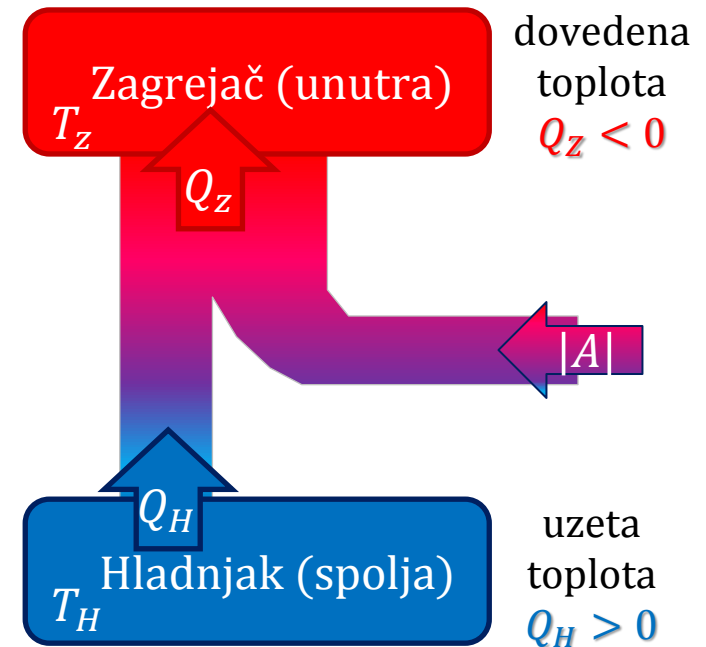 dovedena
toplota
Q_Z < 0
Zagrejač (unutra)
T_z
Q_z
|A|
Q_H
Hladnjak (spolja)
T_H
uzeta
toplota
Q_H > 0